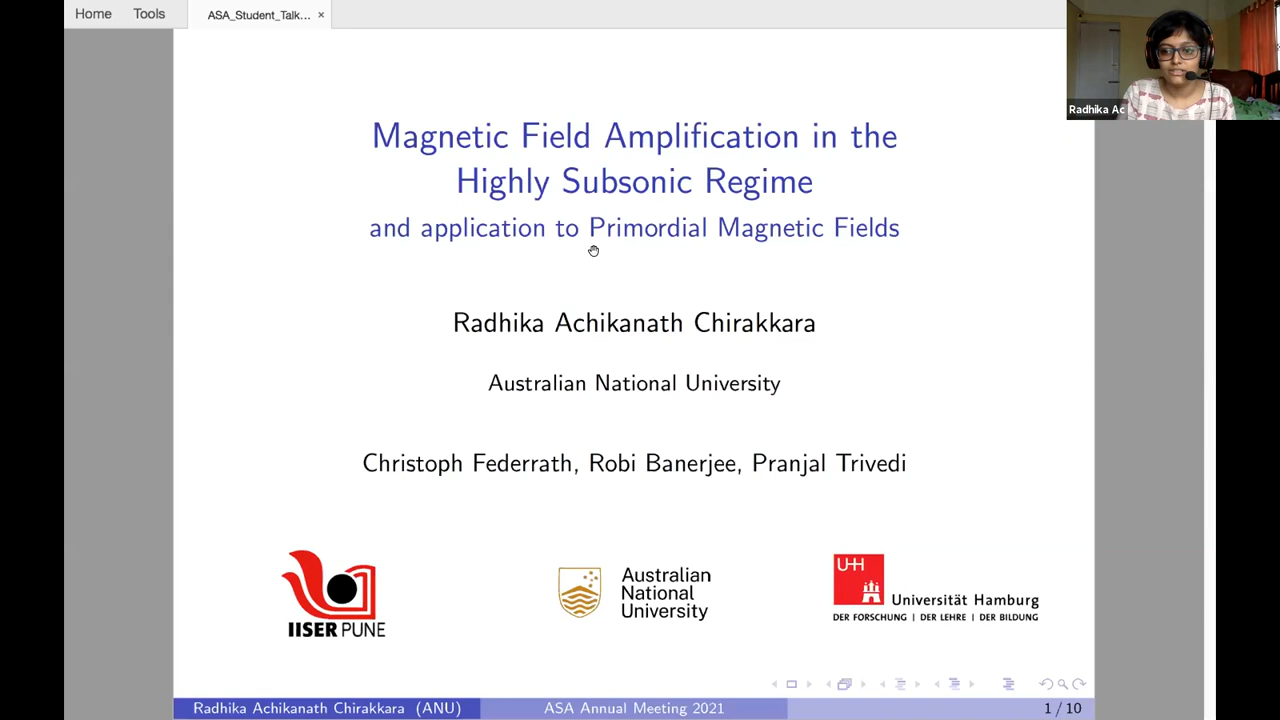 Home Tools ASA_Student_Talk... ×
Radhika Ac
Magnetic Field Amplification in the
Highly Subsonic Regime
and application to Primordial Magnetic Fields
Radhika Achikanath Chirakkara
Australian National University
Christoph Federrath, Robi Banerjee, Pranjal Trivedi
IISER PUNE
Australian
National
University
UH
Universität Hamburg
DER FORSCHUNG | DER LEHRE | DER BILDUNG
Radhika Achikanath Chirakkara (ANU) ASA Annual Meeting 2021 1 / 10